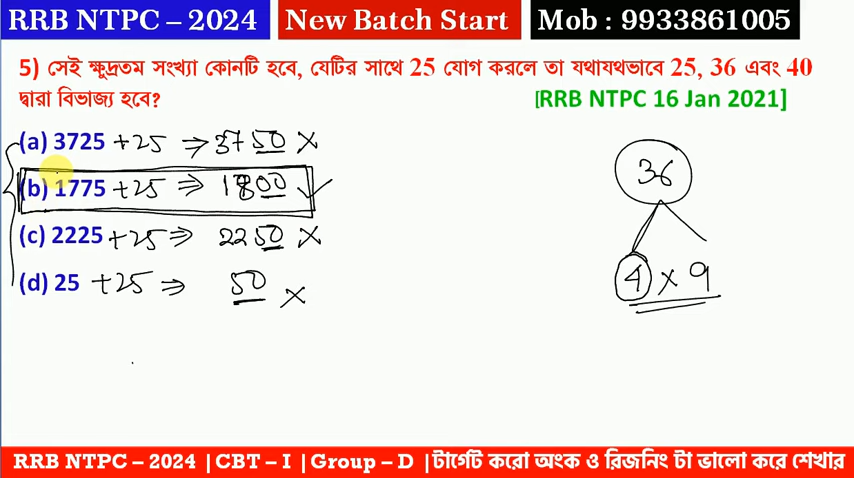 RRB NTPC – 2024 New Batch Start Mob : 9933861005
5) সেই ক্ষুদ্রতম সংখ্যা কোনটি হবে, যেটির সাথে 25 যোগ করলে তা যথাযথভাবে 25, 36 এবং 40
দ্বারা বিভাজ্য হবে? [RRB NTPC 16 Jan 2021]
(a) 3725 +25 ⇒ 3750 ×
(b) 1775 +25 ⇒ 1800 ✓
(c) 2225 +25 ⇒ 2250 ×
(d) 25 +25 ⇒ 50 ×
36
4 × 9
RRB NTPC – 2024 |CBT – I |Group – D |টার্গেট করো অংক ও রিজনিং টা ভালো করে শেখার